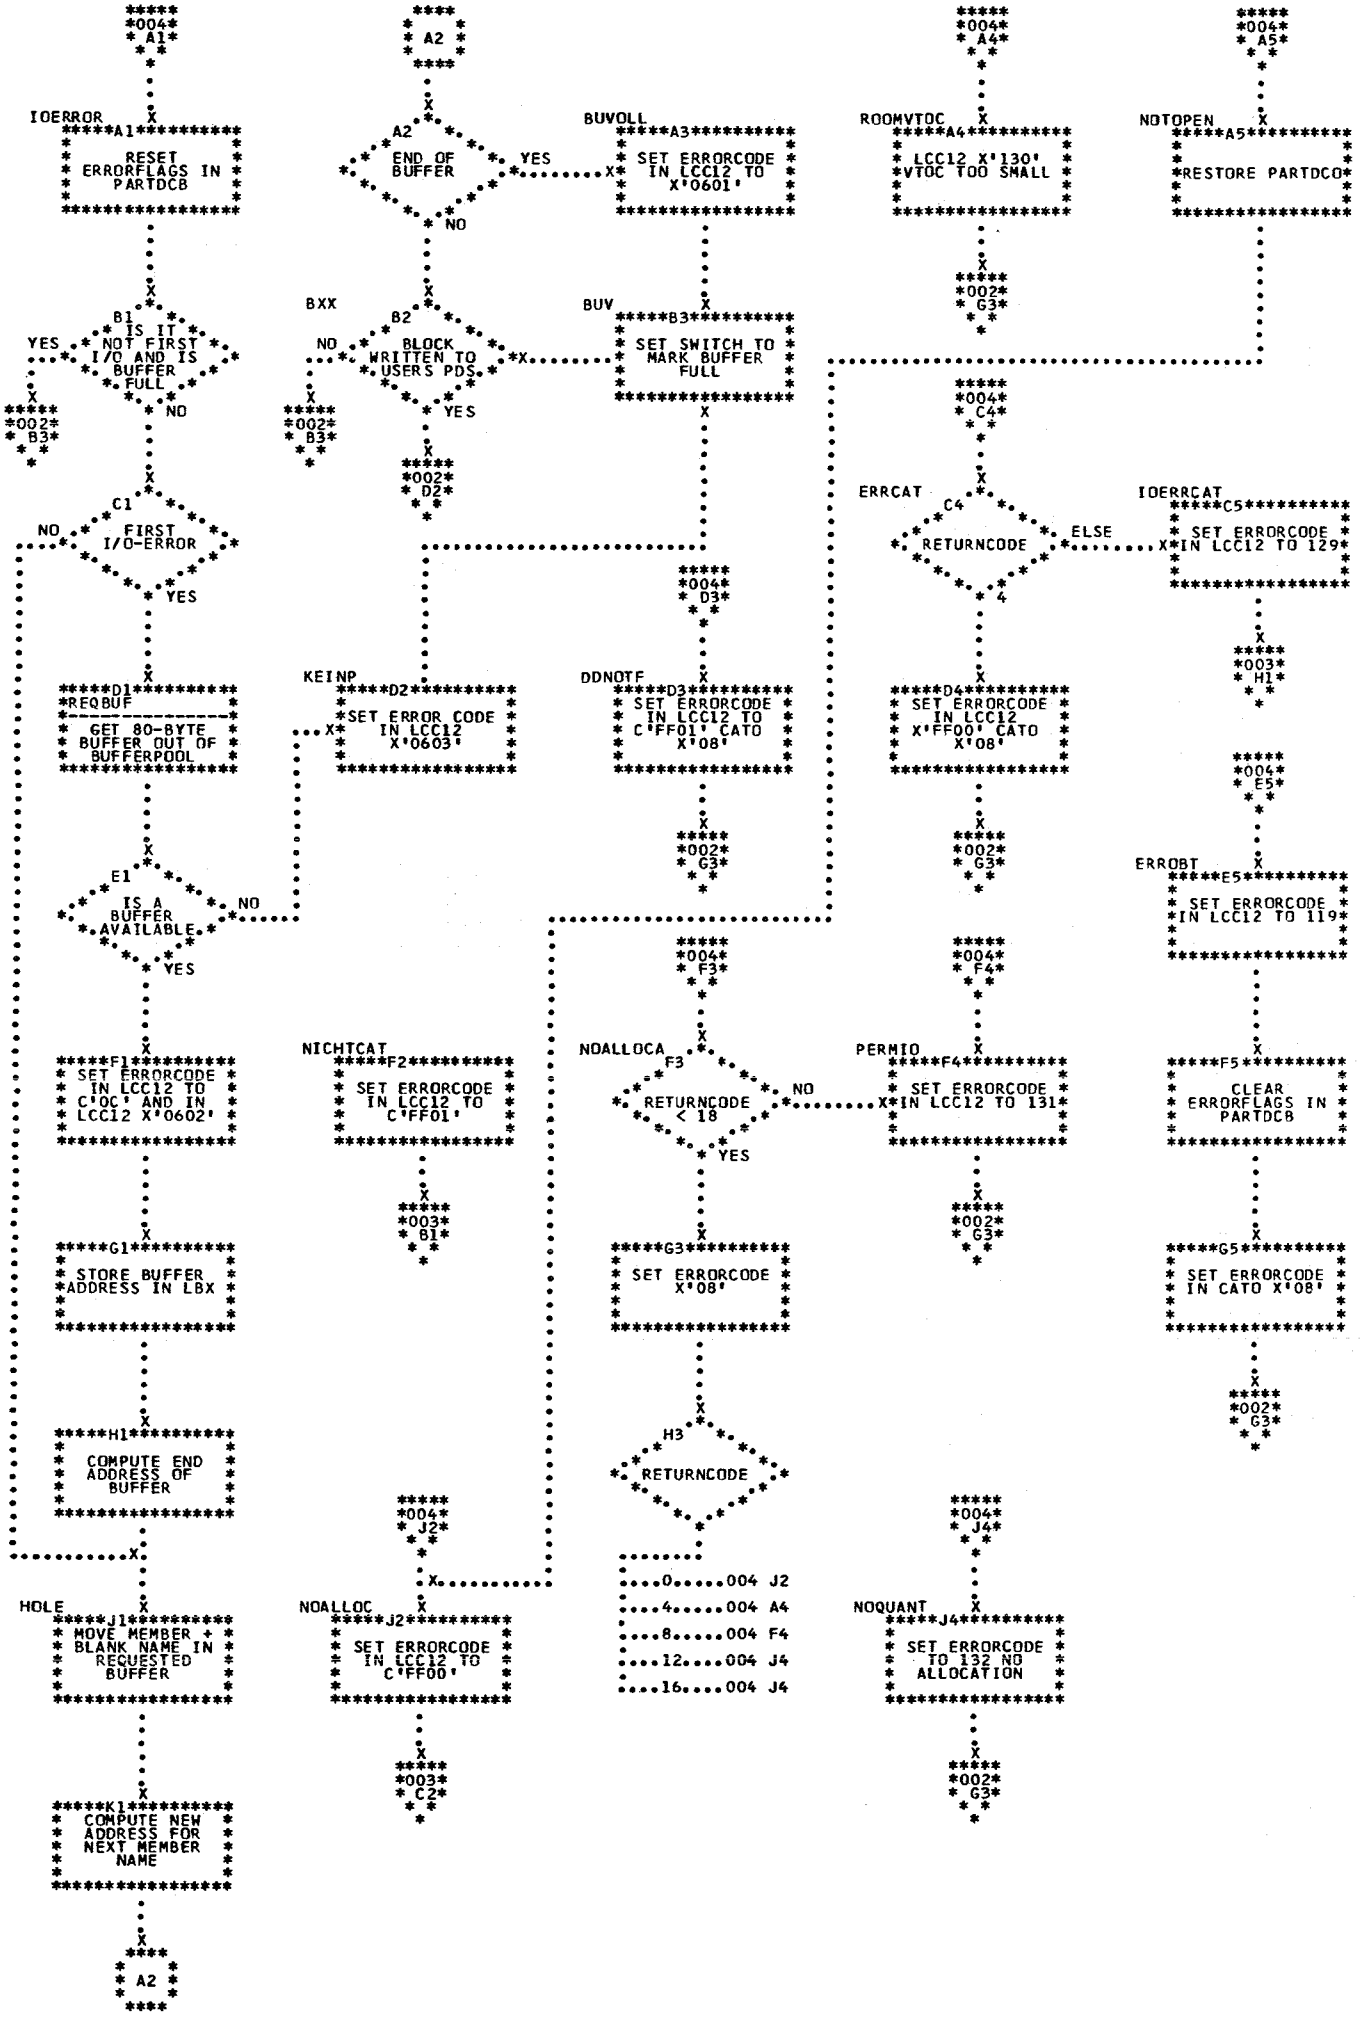 *004*
A1
IOERROR
A1
RESET
ERRORFLAGS IN
PARTDCB
B1
IS IT
NOT FIRST
I/O AND IS
BUFFER
FULL
YES
NO
*002*
B3
C1
FIRST
I/O-ERROR
NO
YES
D1
REQBUF
GET 80-BYTE
BUFFER OUT OF
BUFFERPOOL
E1
IS A
BUFFER
AVAILABLE
NO
YES
F1
SET ERRORCODE
IN LCC12 TO
C'0C' AND IN
LCC12 X'0602'
G1
STORE BUFFER
ADDRESS IN LBX
H1
COMPUTE END
ADDRESS OF
BUFFER
HOLE
J1
MOVE MEMBER +
BLANK NAME IN
REQUESTED
BUFFER
K1
COMPUTE NEW
ADDRESS FOR
NEXT MEMBER
NAME
A2
A2
A2
END OF
BUFFER
YES
NO
BXX
B2
BLOCK
WRITTEN TO
USERS PDS
NO
YES
*002*
B3
*002*
D2
KEINP
D2
SET ERROR CODE
IN LCC12
X'0603'
NICHTCAT
F2
SET ERRORCODE
IN LCC12 TO
C'FF01'
*003*
B1
*004*
J2
NOALLOC
J2
SET ERRORCODE
IN LCC12 TO
C'FF00'
*003*
C2
BUVOLL
A3
SET ERRORCODE
IN LCC12 TO
X'0601'
BUV
B3
SET SWITCH TO
MARK BUFFER
FULL
*004*
D3
DDNOTF
D3
SET ERRORCODE
IN LCC12 TO
C'FF01' CATO
X'08'
*002*
G3
*004*
F3
NOALLOCA
F3
RETURNCODE
< 18
NO
YES
G3
SET ERRORCODE
X'08'
H3
RETURNCODE
....0.....004 J2
....4.....004 A4
....8.....004 F4
....12....004 J4
....16....004 J4
*004*
A4
ROOMVTOC
A4
LCC12 X'130'
VTOC TOO SMALL
*002*
G3
*004*
C4
ERRCAT
C4
RETURNCODE
ELSE
4
D4
SET ERRORCODE
IN LCC12
X'FF00' CATO
X'08'
*002*
G3
*004*
F4
PERMIO
F4
SET ERRORCODE
IN LCC12 TO 131
*002*
G3
*004*
J4
NOQUANT
J4
SET ERRORCODE
TO 132 NO
ALLOCATION
*002*
G3
*004*
A5
NOTOPEN
A5
RESTORE PARTDCO
IOERRCAT
C5
SET ERRORCODE
IN LCC12 TO 129
*003*
H1
*004*
E5
ERROBT
E5
SET ERRORCODE
IN LCC12 TO 119
F5
CLEAR
ERRORFLAGS IN
PARTDCB
G5
SET ERRORCODE
IN CATO X'08'
*002*
G3